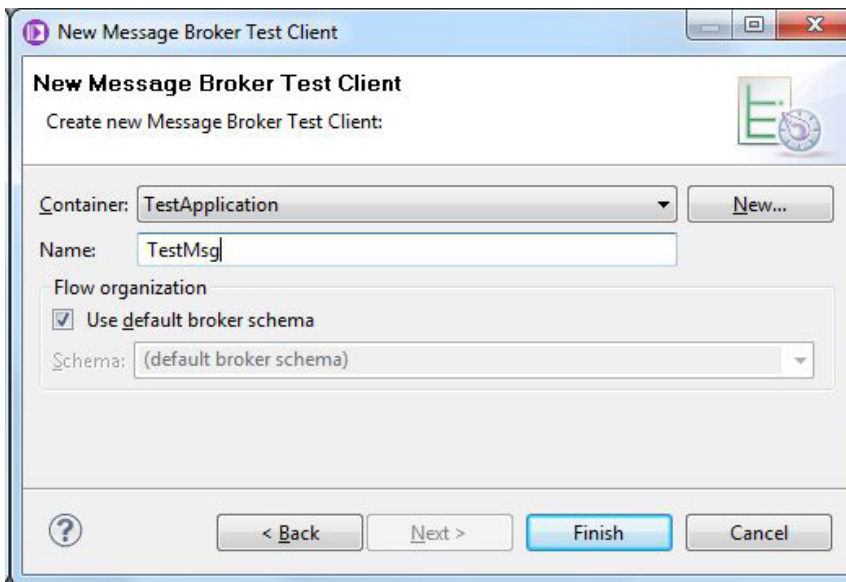 New Message Broker Test Client
New Message Broker Test Client
Create new Message Broker Test Client:
Container: TestApplication New...
Name: TestMsg
Flow organization
Use default broker schema
Schema: (default broker schema)
? < Back Next > Finish Cancel